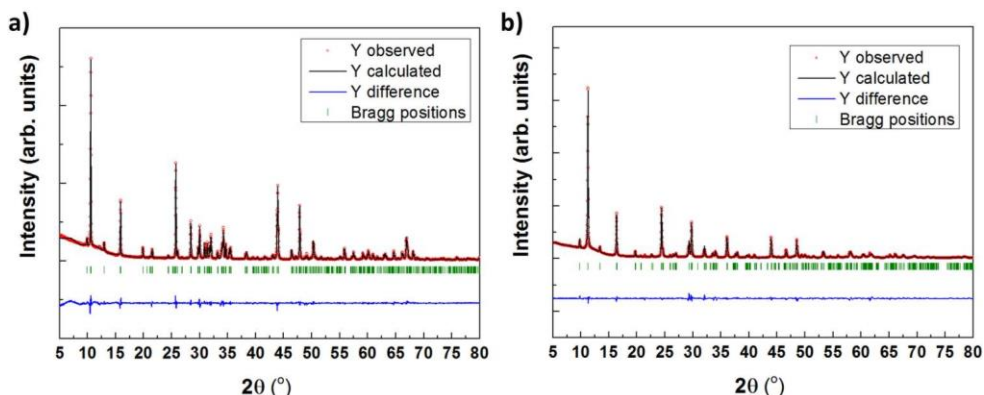 a)
Y observed
Y calculated
Y difference
Bragg positions
Intensity (arb. units)
5 10 15 20 25 30 35 40 45 50 55 60 65 70 75 80
2θ (°)
b)
Y observed
Y calculated
Y difference
Bragg positions
Intensity (arb. units)
5 10 15 20 25 30 35 40 45 50 55 60 65 70 75 80
2θ (°)